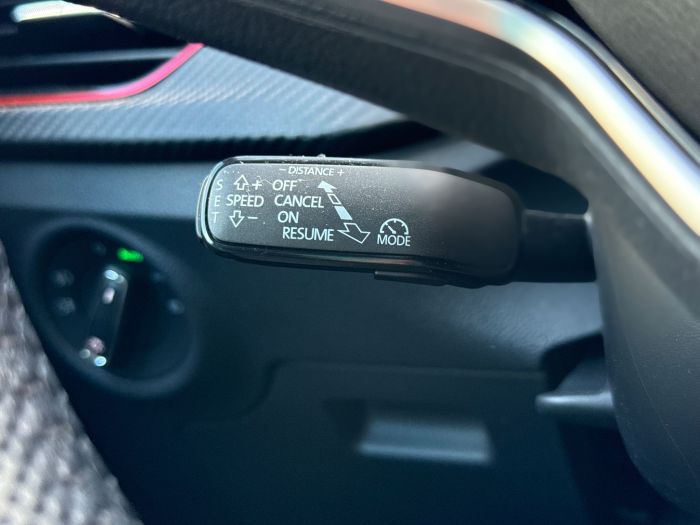 - DISTANCE +
S + OFF
E SPEED CANCEL
T - ON
RESUME
MODE